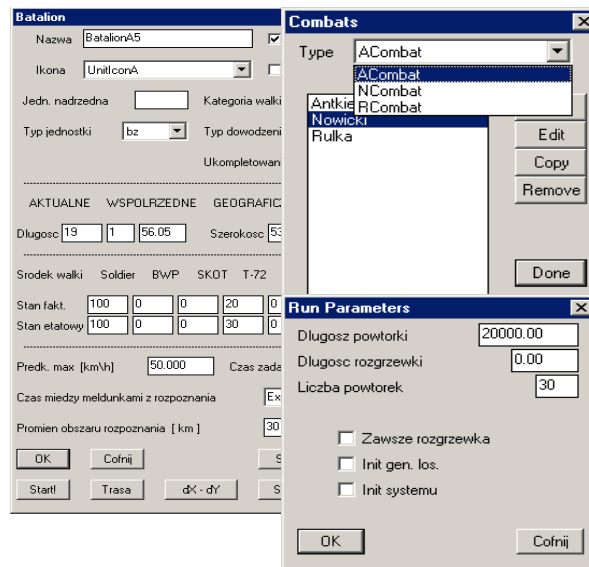 Batalion
Nazwa BatalionA5
Ikona UnitIconA
Jedn. nadrzedna Kategoria walki
Typ jednostki bz Typ dowodzeni
Ukompletowan
AKTUALNE WSPOLRZEDNE GEOGRAFIC
Dlugosc 19 1 56.05 Szerokosc 53
Srodek walki Soldier BWP SKOT T-72
Stan fakt. 100 0 0 20 0
Stan etatowy 100 0 0 30 0
Predk. max [km\h] 50.000 Czas zada
Czas miedzy meldunkami z rozpoznania Ex
Promien obszaru rozpoznania [ km ] 30
OK Cofnij S
Start! Trasa dX - dY S
Combats
Type ACombat
ACombat
NCombat
RCombat
Antkie
Nowicki
Rulka
Edit
Copy
Remove
Done
Run Parameters
Dlugosz powtorki 20000.00
Dlugosc rozgrzewki 0.00
Liczba powtorek 30
Zawsze rozgrzewka
Init gen. los.
Init systemu
OK Cofnij